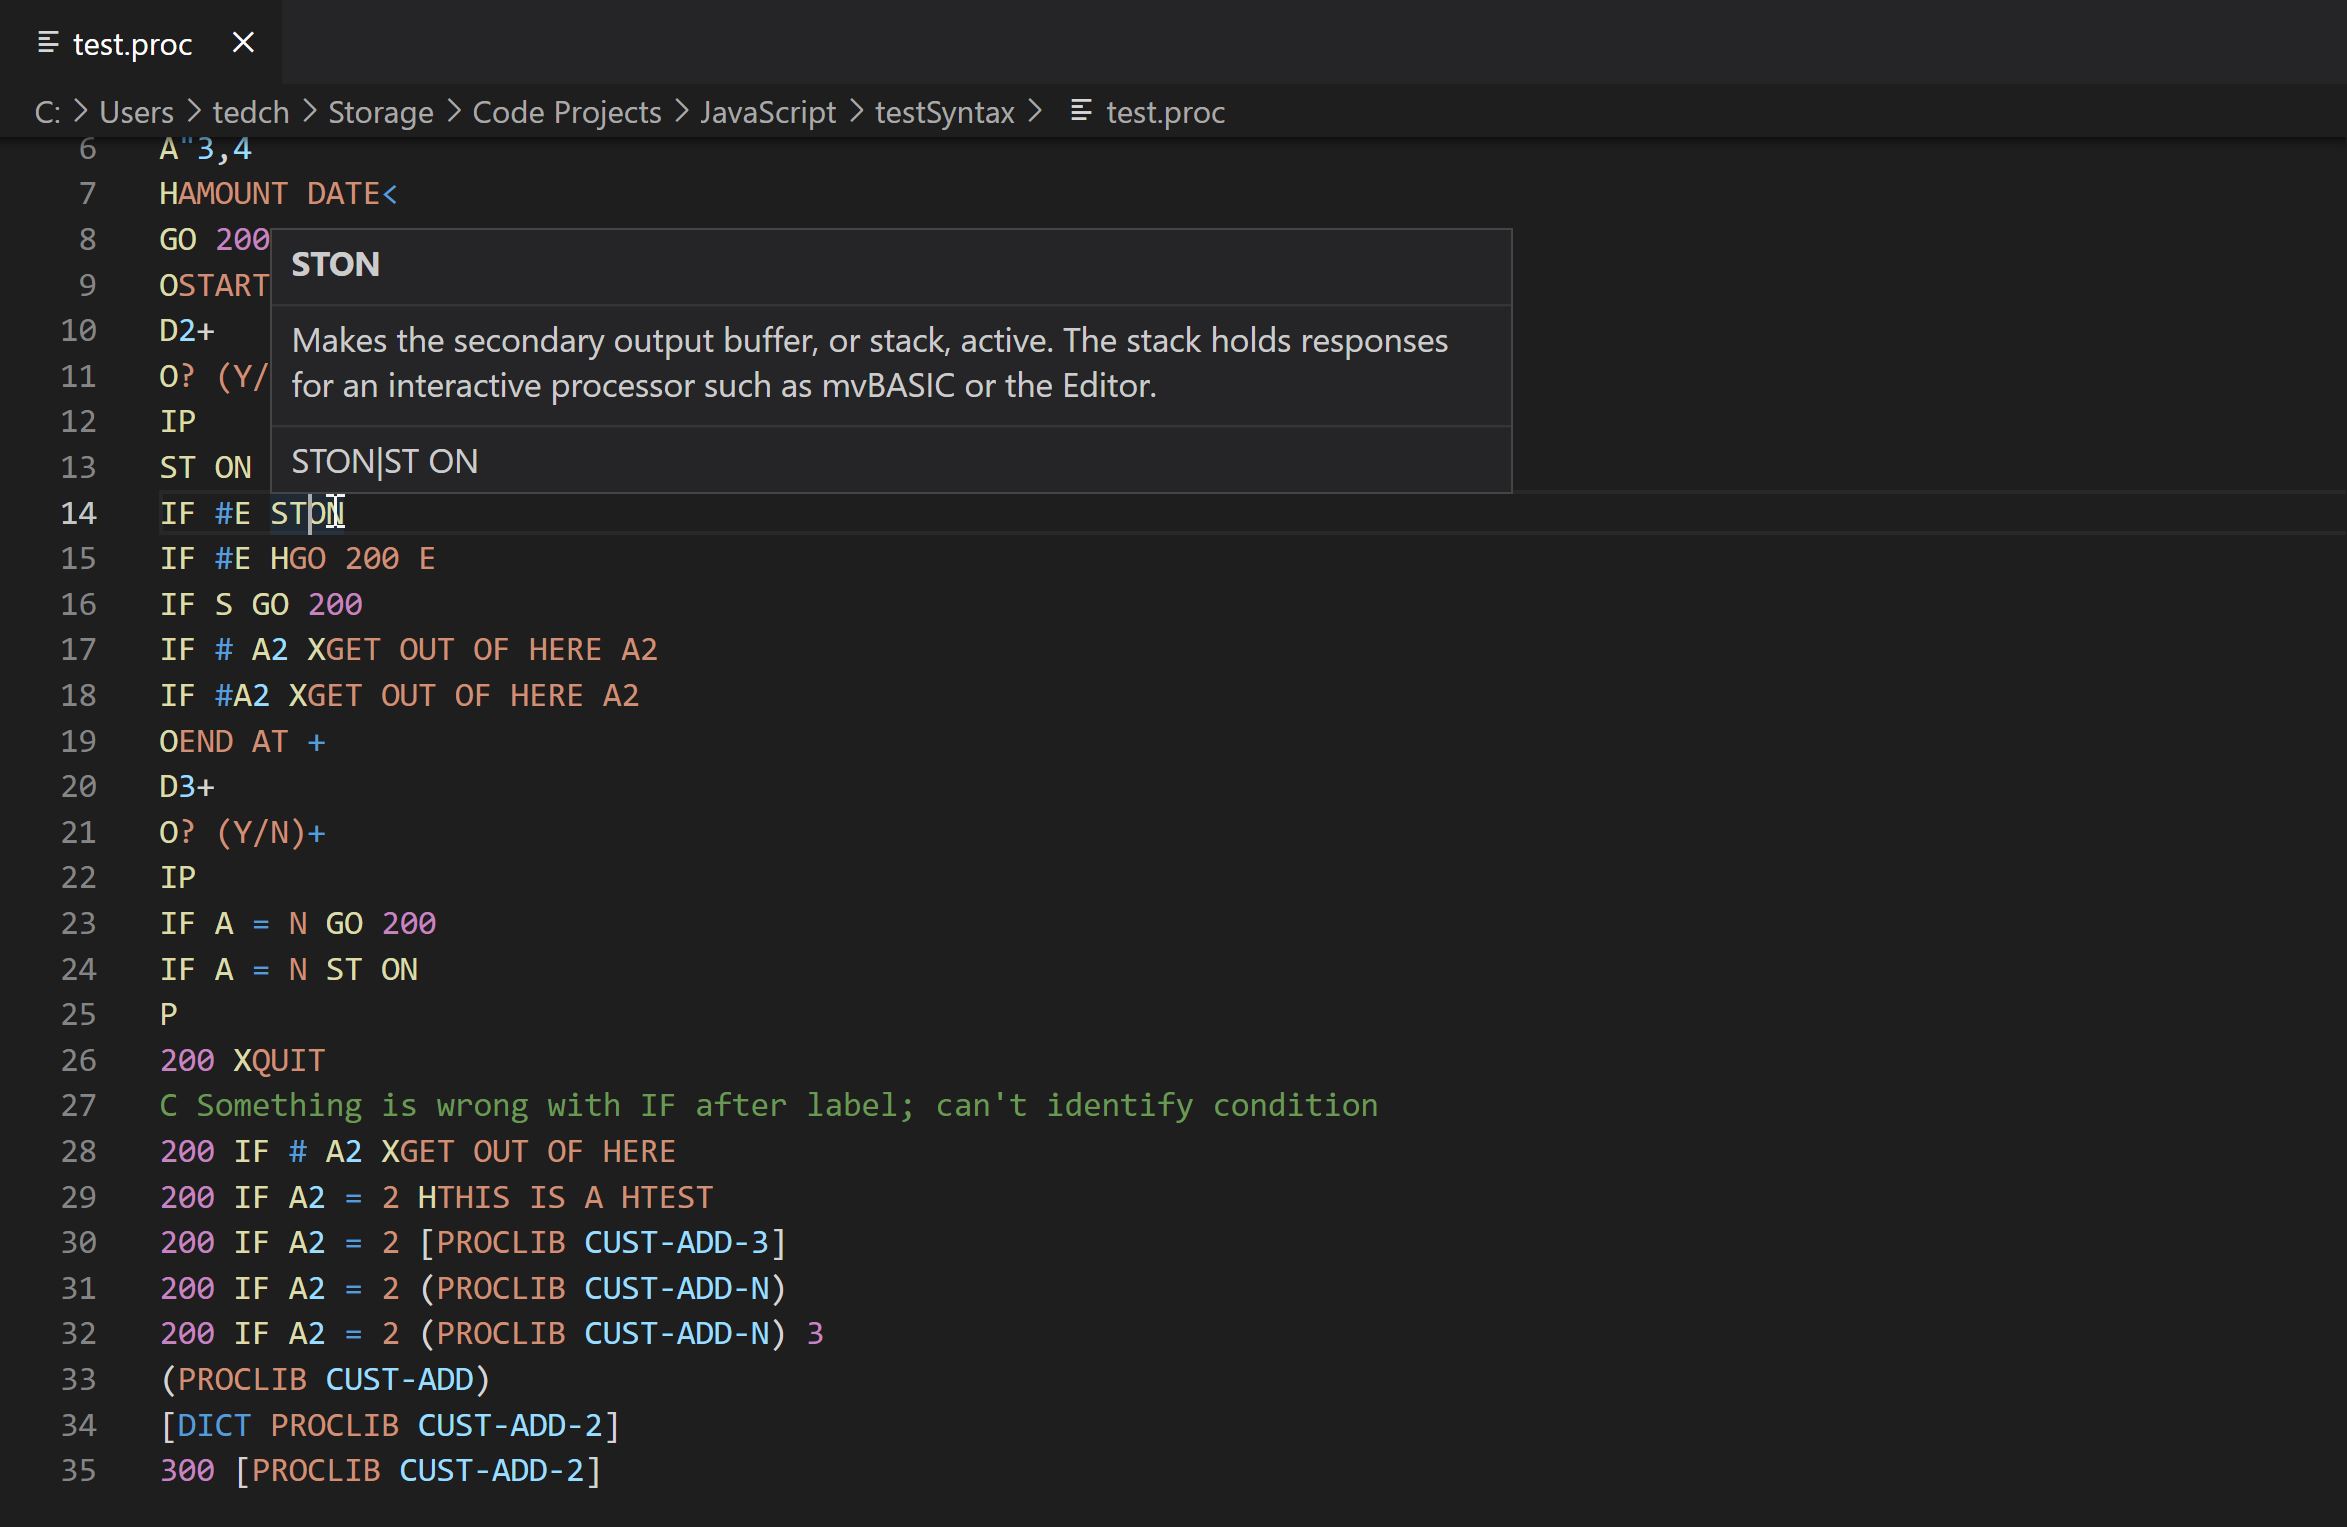 test.proc
C: > Users > tedch > Storage > Code Projects > JavaScript > testSyntax > test.proc
6 A"3,4
7 HAMOUNT DATE<
8 GO 200
9 OSTART
10 D2+
11 O? (Y/
12 IP
13 ST ON
STON
Makes the secondary output buffer, or stack, active. The stack holds responses
for an interactive processor such as mvBASIC or the Editor.
STON|ST ON
14 IF #E STON
15 IF #E HGO 200 E
16 IF S GO 200
17 IF # A2 XGET OUT OF HERE A2
18 IF #A2 XGET OUT OF HERE A2
19 OEND AT +
20 D3+
21 O? (Y/N)+
22 IP
23 IF A = N GO 200
24 IF A = N ST ON
25 P
26 200 XQUIT
27 C Something is wrong with IF after label; can't identify condition
28 200 IF # A2 XGET OUT OF HERE
29 200 IF A2 = 2 HTHIS IS A HTEST
30 200 IF A2 = 2 [PROCLIB CUST-ADD-3]
31 200 IF A2 = 2 (PROCLIB CUST-ADD-N)
32 200 IF A2 = 2 (PROCLIB CUST-ADD-N) 3
33 (PROCLIB CUST-ADD)
34 [DICT PROCLIB CUST-ADD-2]
35 300 [PROCLIB CUST-ADD-2]